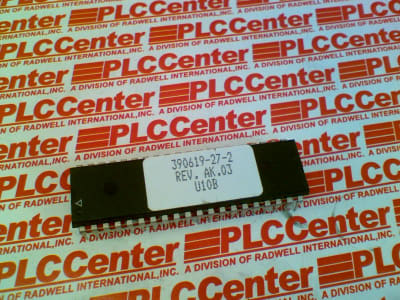 PLCCenter
A DIVISION OF RADWELL INTERNATIONAL, INC.
390619-27-2
REV. AK.03
U10B